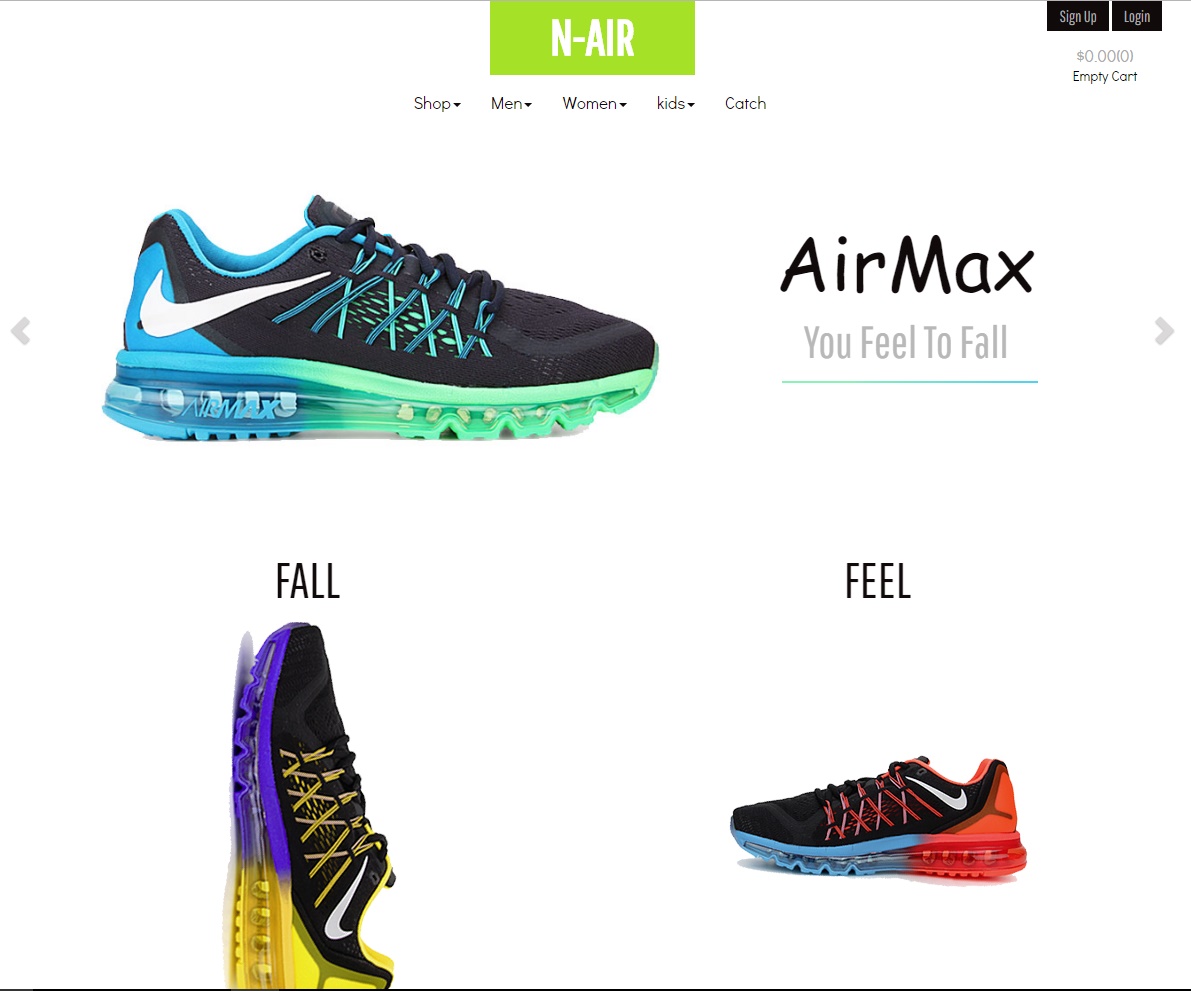 N-AIR
Sign Up
Login
$0.00(0)
Empty Cart
Shop
Men
Women
kids
Catch
AirMax
You Feel To Fall
AIRMAX
FALL
FEEL